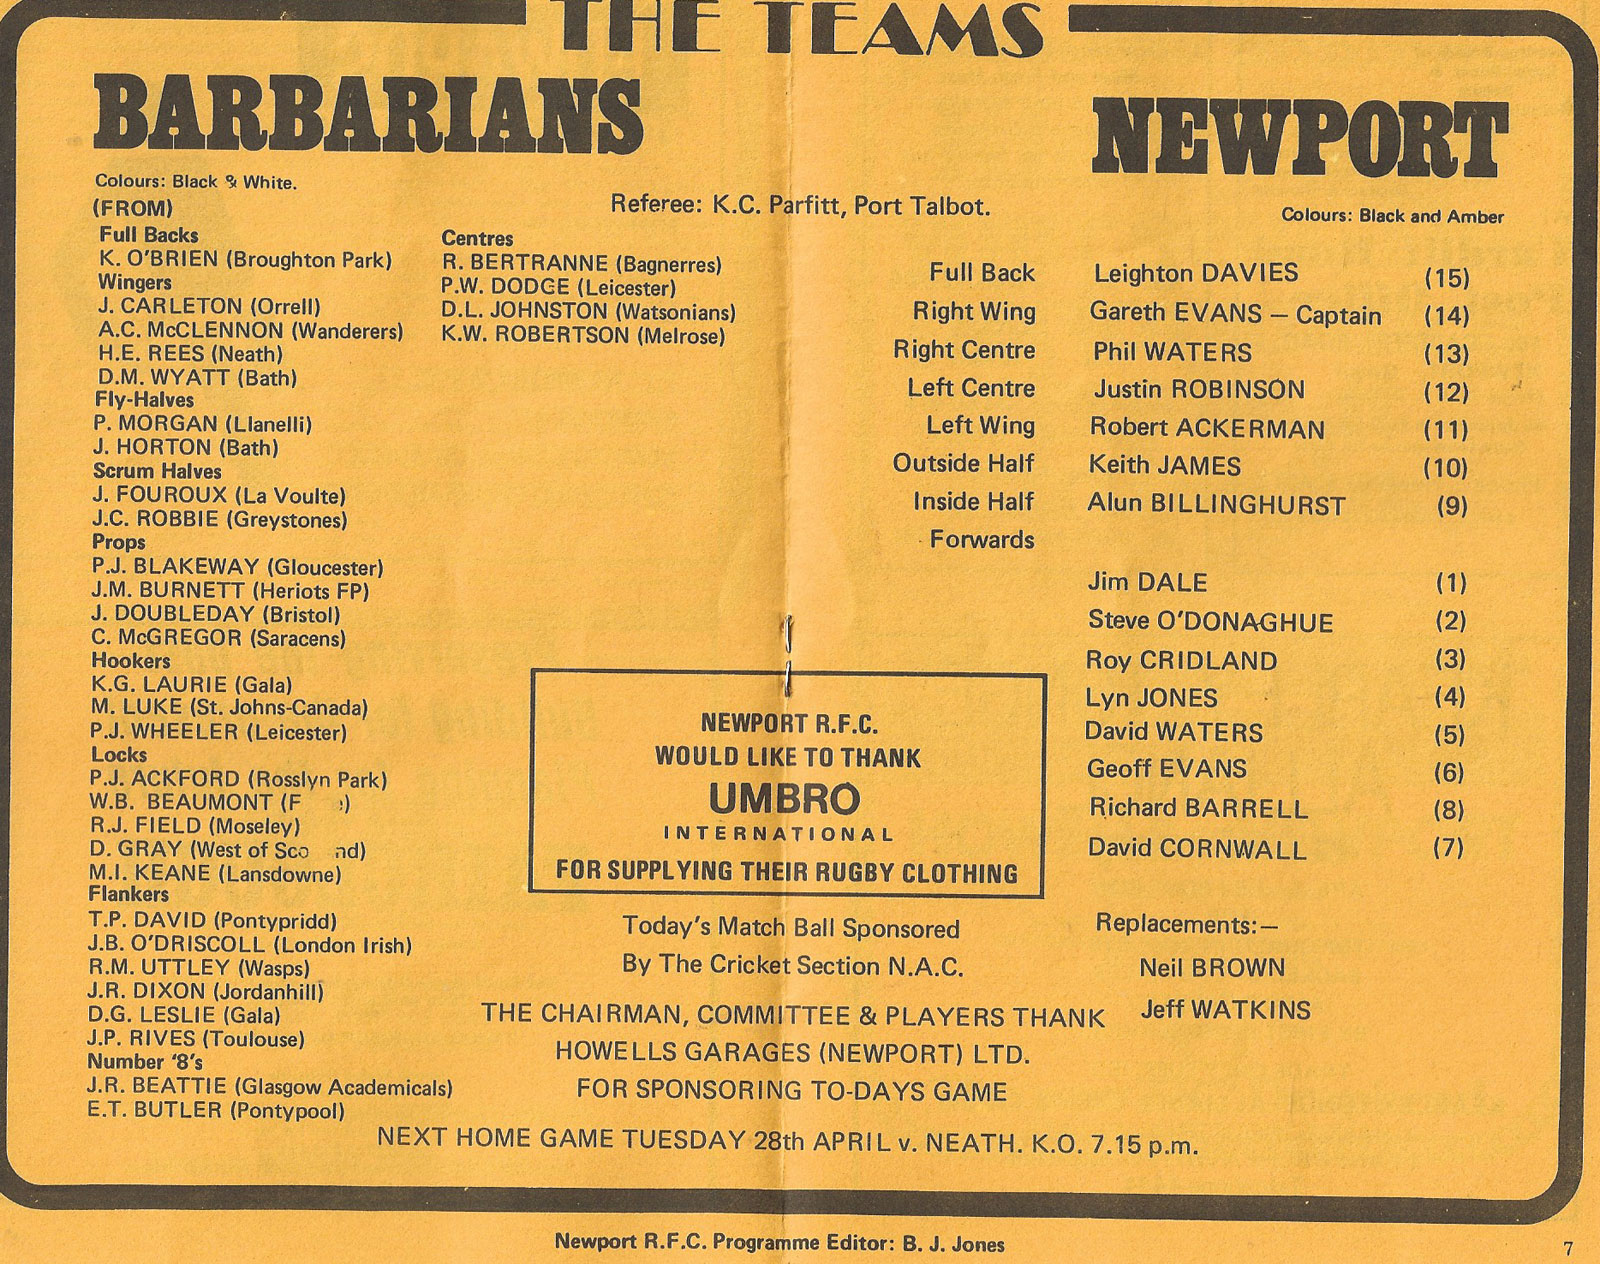 THE TEAMS
BARBARIANS
Colours: Black & White.
(FROM)
Full Backs
K. O'BRIEN (Broughton Park)
Wingers
J. CARLETON (Orrell)
A.C. McCLENNON (Wanderers)
H.E. REES (Neath)
D.M. WYATT (Bath)
Fly-Halves
P. MORGAN (Llanelli)
J. HORTON (Bath)
Scrum Halves
J. FOUROUX (La Voulte)
J.C. ROBBIE (Greystones)
Props
P.J. BLAKEWAY (Gloucester)
J.M. BURNETT (Heriots FP)
J. DOUBLEDAY (Bristol)
C. McGREGOR (Saracens)
Hookers
K.G. LAURIE (Gala)
M. LUKE (St. Johns-Canada)
P.J. WHEELER (Leicester)
Locks
P.J. ACKFORD (Rosslyn Park)
W.B. BEAUMONT
R.J. FIELD (Moseley)
D. GRAY (West of
M.I. KEANE (Lansdowne)
Flankers
T.P. DAVID (Pontypridd)
J.B. O'DRISCOLL (London Irish)
R.M. UTTLEY (Wasps)
J.R. DIXON (Jordanhill)
D.G. LESLIE (Gala)
J.P. RIVES (Toulouse)
Number '8's
J.R. BEATTIE (Glasgow Academicals)
E.T. BUTLER (Pontypool)
Centres
R. BERTRANNE (Bagnerres)
P.W. DODGE (Leicester)
D.L. JOHNSTON (Watsonians)
K.W. ROBERTSON (Melrose)
Referee: K.C. Parfitt, Port Talbot.
NEWPORT
Colours: Black and Amber
Full Back Leighton DAVIES (15)
Right Wing Gareth EVANS – Captain (14)
Right Centre Phil WATERS (13)
Left Centre Justin ROBINSON (12)
Left Wing Robert ACKERMAN (11)
Outside Half Keith JAMES (10)
Inside Half Alun BILLINGHURST (9)
Forwards
Jim DALE (1)
Steve O'DONAGHUE (2)
Roy CRIDLAND (3)
Lyn JONES (4)
David WATERS (5)
Geoff EVANS (6)
Richard BARRELL (8)
David CORNWALL (7)
Replacements:–
Neil BROWN
Jeff WATKINS
NEWPORT R.F.C.
WOULD LIKE TO THANK
UMBRO
INTERNATIONAL
FOR SUPPLYING THEIR RUGBY CLOTHING
Today's Match Ball Sponsored
By The Cricket Section N.A.C.
THE CHAIRMAN, COMMITTEE & PLAYERS THANK
HOWELLS GARAGES (NEWPORT) LTD.
FOR SPONSORING TO-DAYS GAME
NEXT HOME GAME TUESDAY 28th APRIL v. NEATH. K.O. 7.15 p.m.
Newport R.F.C. Programme Editor: B. J. Jones
7